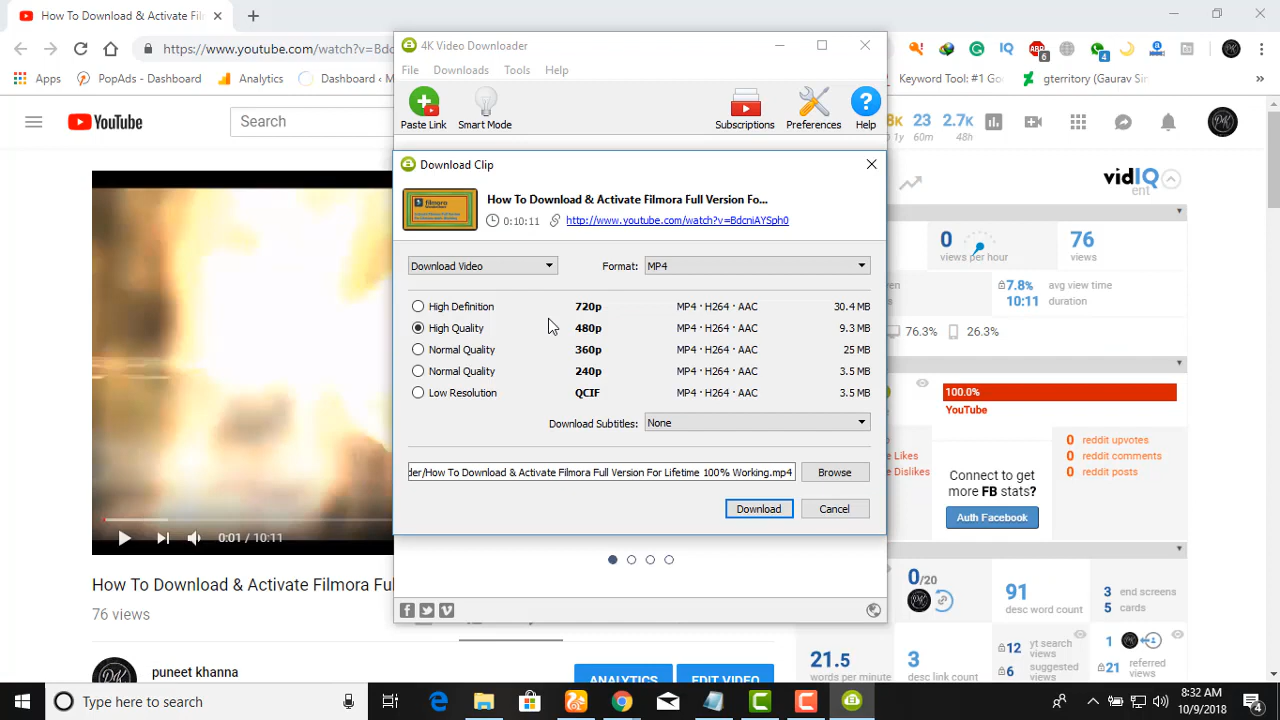 How To Download & Activate Fil
https://www.youtube.com/watch?v=Bdc
ABP
6
4
Apps
PopAds - Dashboard
Analytics
Dashboard
Keyword Tool: #1 Go
gterritory (Gaurav Si
»
YouTube
Search
4K Video Downloader
File
Downloads
Tools
Help
Paste Link
Smart Mode
Subscriptions
Preferences
Help
8K
23
2.7K
1y
60m
48h
Download Clip
filmora
How To Download & Activate Filmora Full Version Fo...
0:10:11
http://www.youtube.com/watch?v=BdcniAYSph0
Download Video
Format:
MP4
High Definition 720p MP4 · H264 · AAC 30.4 MB
High Quality 480p MP4 · H264 · AAC 9.3 MB
Normal Quality 360p MP4 · H264 · AAC 25 MB
Normal Quality 240p MP4 · H264 · AAC 3.5 MB
Low Resolution QCIF MP4 · H264 · AAC 3.5 MB
Download Subtitles:
None
der/How To Download & Activate Filmora Full Version For Lifetime 100% Working.mp4
Browse
Download
Cancel
vidIQ
ent
0
views per hour
76
views
7.8%
avg view time
10:11
duration
76.3%
26.3%
100.0%
YouTube
Likes
Dislikes
0 reddit upvotes
0 reddit comments
0 reddit posts
Connect to get
more FB stats?
Auth Facebook
0/20
91
desc word count
3 end screens
5 cards
21.5
words per minute
3
desc link count
12 yt search views
6 suggested views
1
21 referred views
0:01 / 10:11
How To Download & Activate Filmora Ful
76 views
puneet khanna
ANALYTICS
EDIT VIDEO
Type here to search
8:32 AM
10/9/2018
4